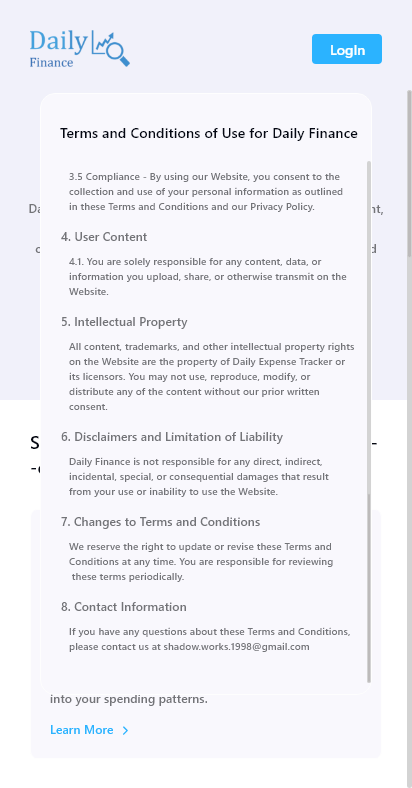 Daily
Finance
LogIn
Terms and Conditions of Use for Daily Finance
3.5 Compliance - By using our Website, you consent to the
collection and use of your personal information as outlined
in these Terms and Conditions and our Privacy Policy.
4. User Content
4.1. You are solely responsible for any content, data, or
information you upload, share, or otherwise transmit on the
Website.
5. Intellectual Property
All content, trademarks, and other intellectual property rights
on the Website are the property of Daily Expense Tracker or
its licensors. You may not use, reproduce, modify, or
distribute any of the content without our prior written
consent.
6. Disclaimers and Limitation of Liability
Daily Finance is not responsible for any direct, indirect,
incidental, special, or consequential damages that result
from your use or inability to use the Website.
7. Changes to Terms and Conditions
We reserve the right to update or revise these Terms and
Conditions at any time. You are responsible for reviewing
these terms periodically.
8. Contact Information
If you have any questions about these Terms and Conditions,
please contact us at shadow.works.1998@gmail.com
into your spending patterns.
Learn More